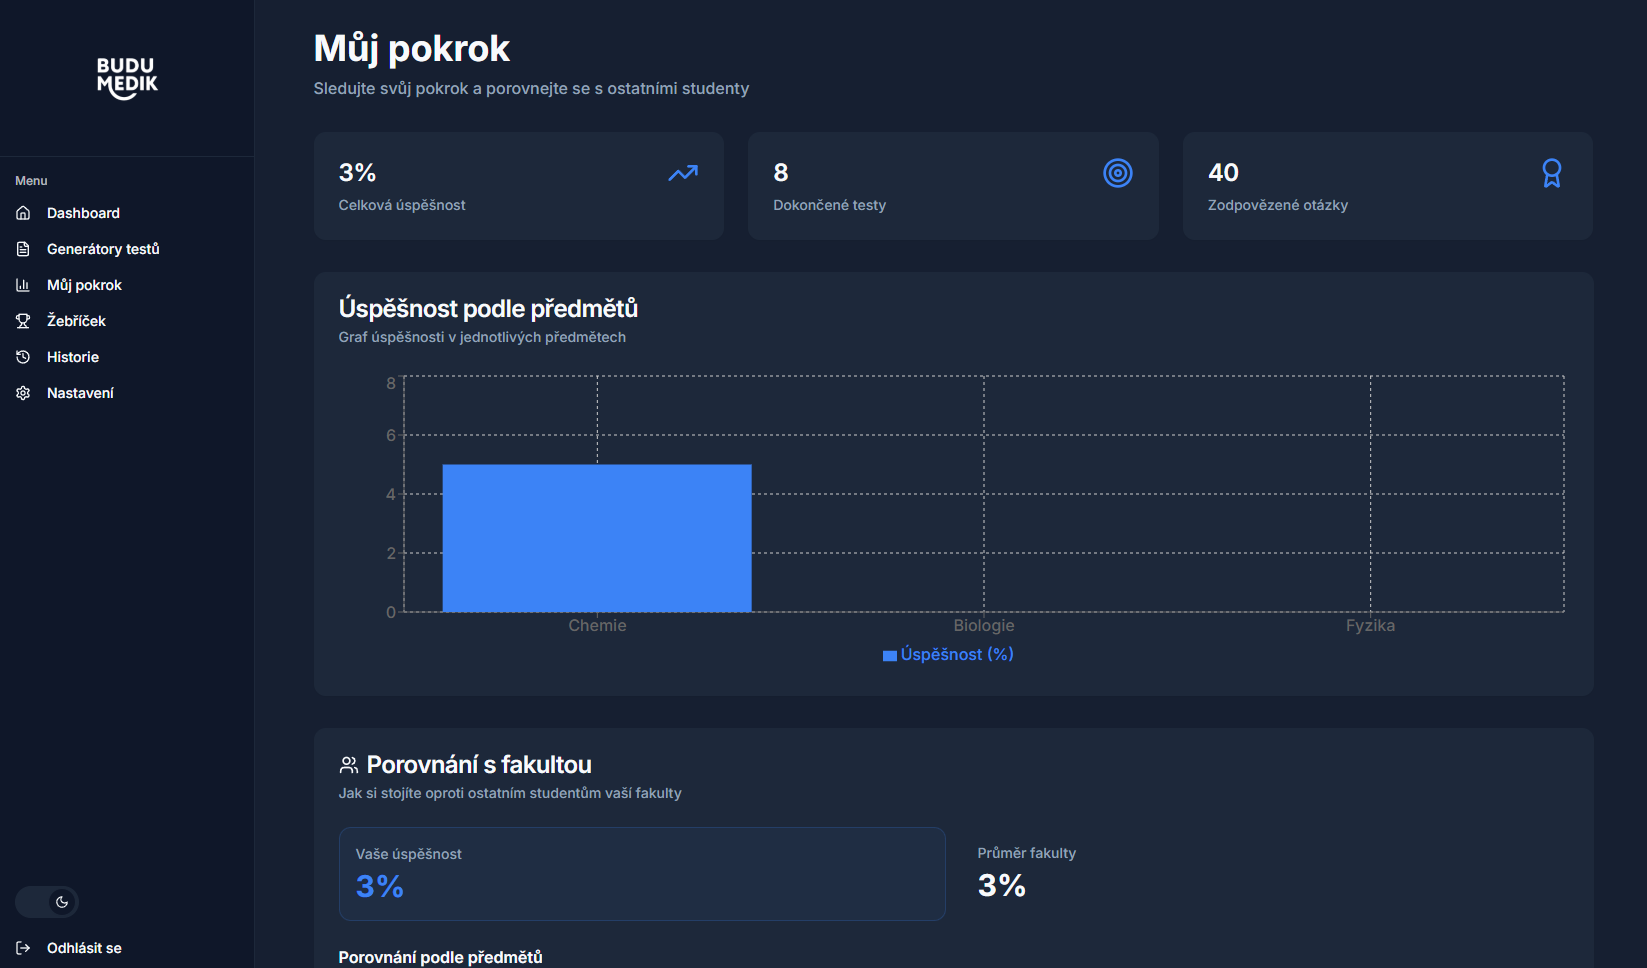 BUDU
MEDIK
Menu
Dashboard
Generátory testů
Můj pokrok
Žebříček
Historie
Nastavení
Odhlásit se
Můj pokrok
Sledujte svůj pokrok a porovnejte se s ostatními studenty
3%
Celková úspěšnost
8
Dokončené testy
40
Zodpovězené otázky
Úspěšnost podle předmětů
Graf úspěšnosti v jednotlivých předmětech
8
6
4
2
0
Chemie
Biologie
Fyzika
Úspěšnost (%)
Porovnání s fakultou
Jak si stojíte oproti ostatním studentům vaší fakulty
Vaše úspěšnost
3%
Průměr fakulty
3%
Porovnání podle předmětů